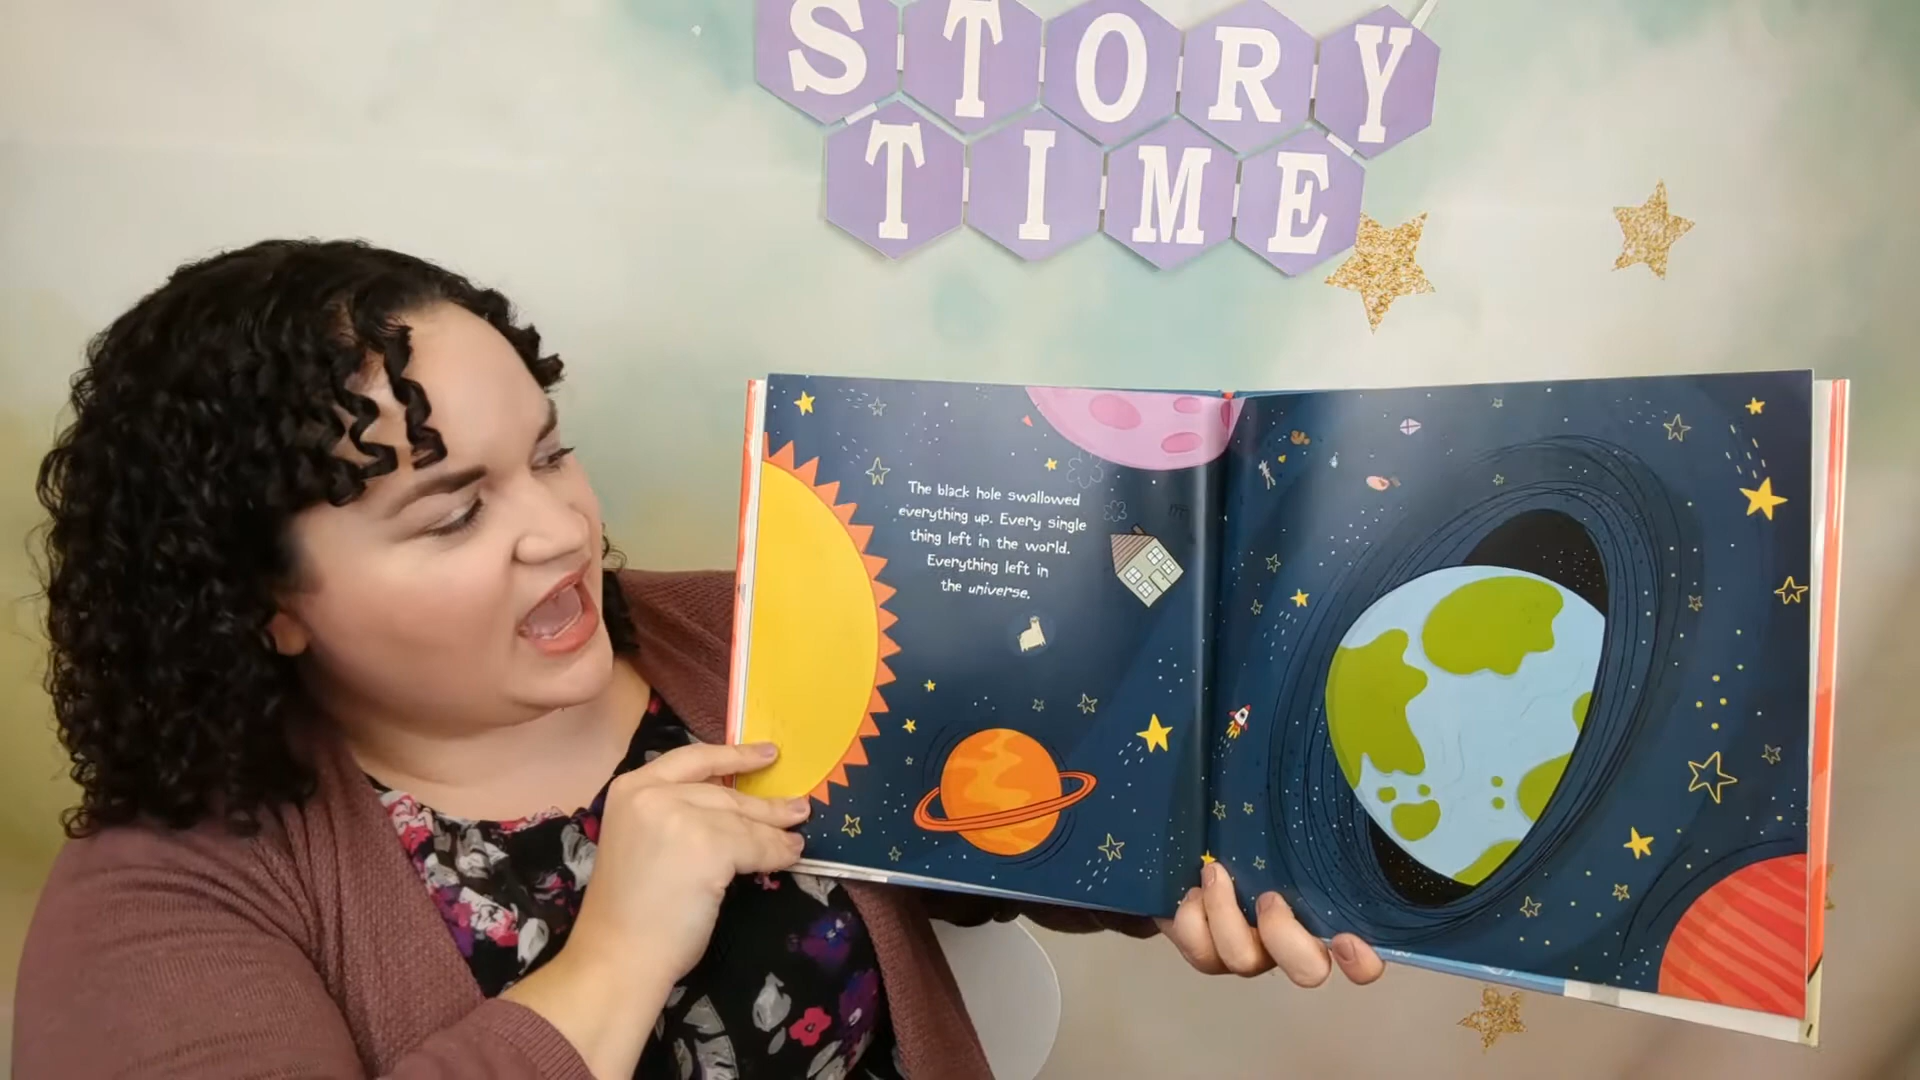 STORY
TIME
The black hole swallowed
everything up. Every single
thing left in the world.
Everything left in
the universe.